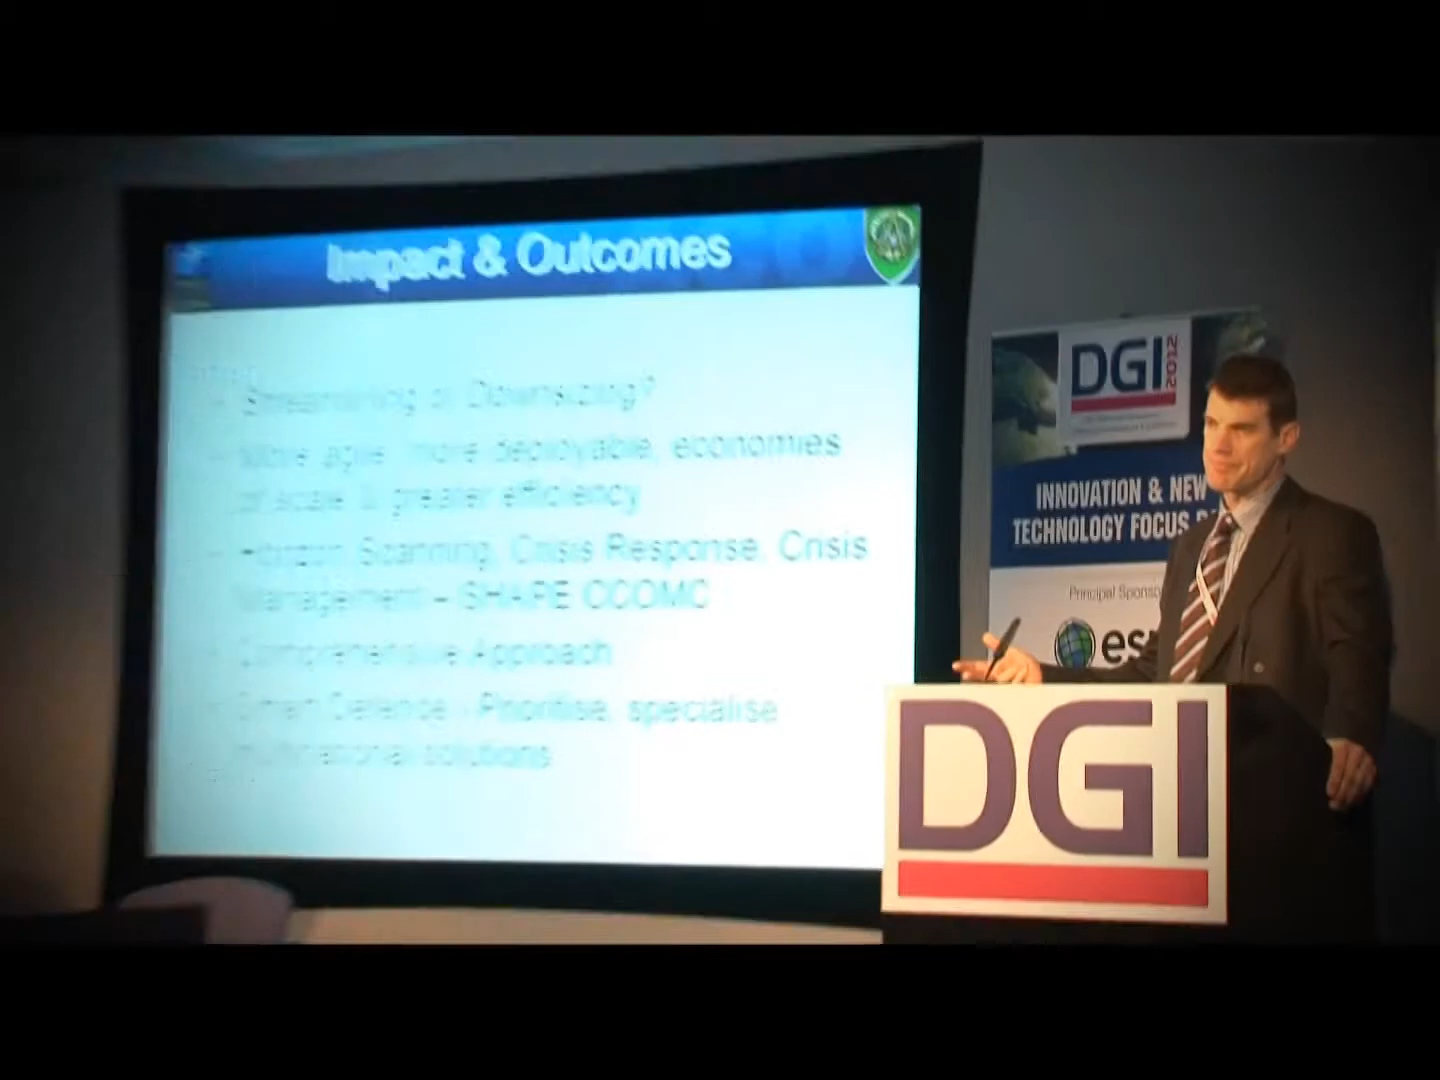 Impact & Outcomes
Streamlining or Downsizing?
More agile, more deployable, economies
of scale & greater efficiency
Horizon Scanning, Crisis Response, Crisis
Management – SHAPE CCOMC
Comprehensive Approach
Smart Defence - Prioritise, specialise
multinational solutions
DGI
2012
INNOVATION & NEW
TECHNOLOGY FOCUS
Principal Sponso
es
DGI